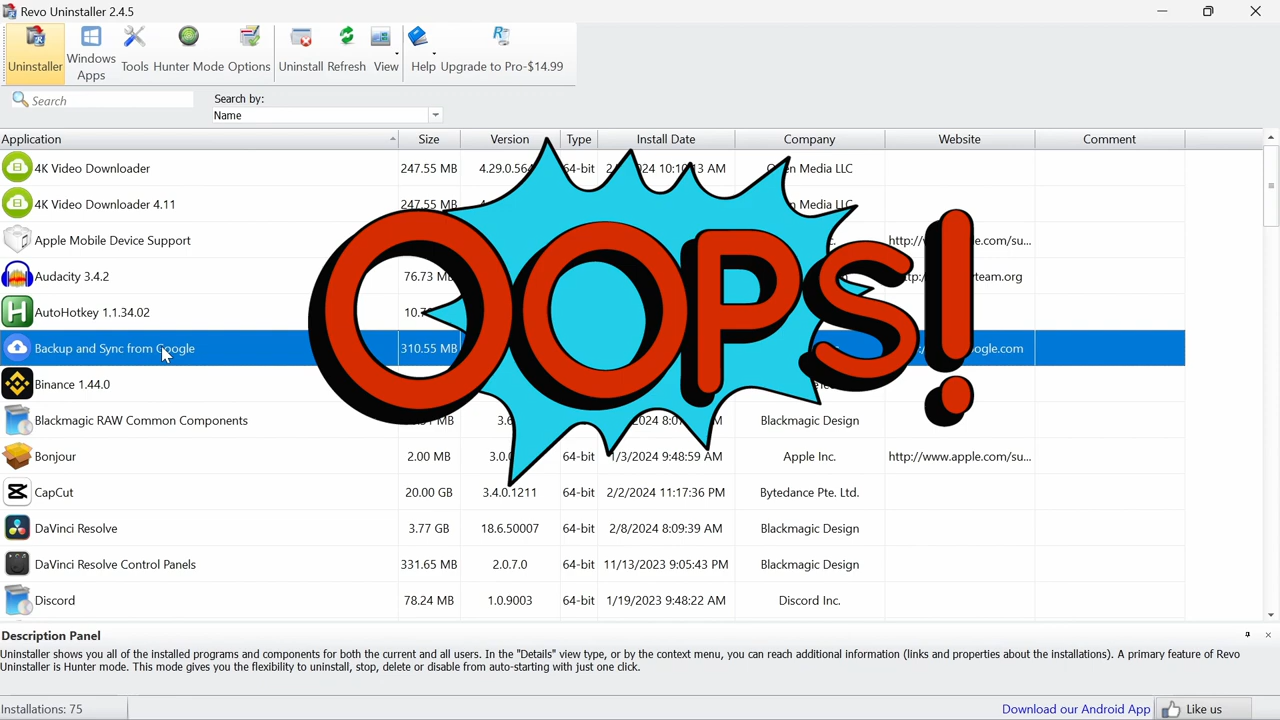 Revo Uninstaller 2.4.5
Uninstaller
Windows Apps
Tools
Hunter Mode
Options
Uninstall
Refresh
View
Help
Upgrade to Pro-$14.99
Search
Search by:
Name
Application Size Version Type Install Date Company Website Comment
4K Video Downloader 247.55 MB 64-bit AM Media LLC
4K Video Downloader 4.11 247.55 MB Media LLC
Apple Mobile Device Support
Audacity 3.4.2 76.73
AutoHotkey 1.1.34.02
Backup and Sync from Google 310.55 MB
Binance 1.44.0
Blackmagic RAW Common Components MB Blackmagic Design
Bonjour 2.00 MB 64-bit 1/3/2024 9:48:59 AM Apple Inc. http://www.apple.com/su...
CapCut 20.00 GB 3.4.0.1211 64-bit 2/2/2024 11:17:36 PM Bytedance Pte. Ltd.
DaVinci Resolve 3.77 GB 18.6.50007 64-bit 2/8/2024 8:09:39 AM Blackmagic Design
DaVinci Resolve Control Panels 331.65 MB 2.0.7.0 64-bit 11/13/2023 9:05:43 PM Blackmagic Design
Discord 78.24 MB 1.0.9003 64-bit 1/19/2023 9:48:22 AM Discord Inc.
OOPS!
Description Panel
Uninstaller shows you all of the installed programs and components for both the current and all users. In the "Details" view type, or by the context menu, you can reach additional information (links and properties about the installations). A primary feature of Revo
Uninstaller is Hunter mode. This mode gives you the flexibility to uninstall, stop, delete or disable from auto-starting with just one click.
Installations: 75
Download our Android App
Like us